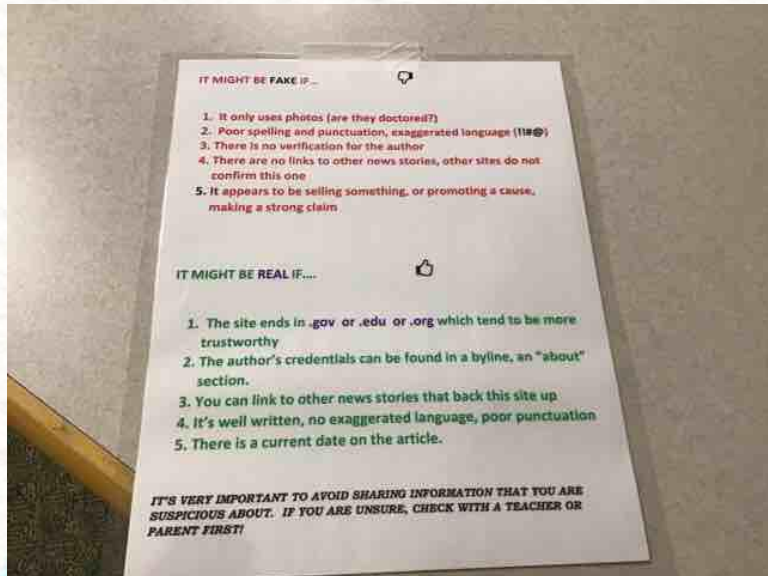 IT MIGHT BE FAKE IF...
1. It only uses photos (are they doctored?)
2. Poor spelling and punctuation, exaggerated language (!!#@)
3. There is no verification for the author
4. There are no links to other news stories, other sites do not
confirm this one
5. It appears to be selling something, or promoting a cause,
making a strong claim
IT MIGHT BE REAL IF....
1. The site ends in .gov or .edu or .org which tend to be more
trustworthy
2. The author's credentials can be found in a byline, an "about"
section.
3. You can link to other news stories that back this site up
4. It's well written, no exaggerated language, poor punctuation
5. There is a current date on the article.
IT'S VERY IMPORTANT TO AVOID SHARING INFORMATION THAT YOU ARE
SUSPICIOUS ABOUT. IF YOU ARE UNSURE, CHECK WITH A TEACHER OR
PARENT FIRST!